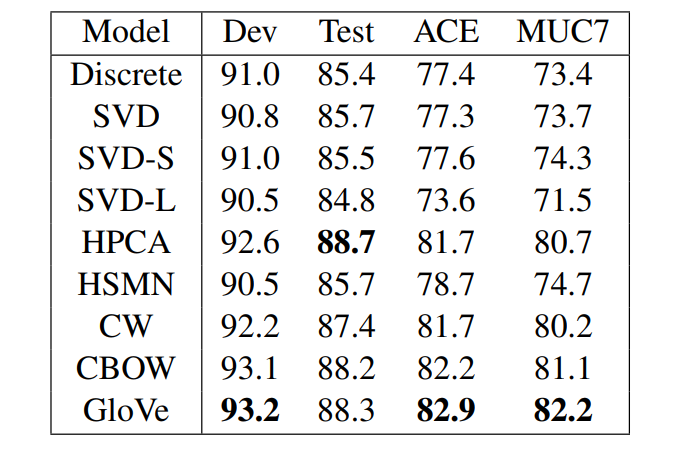 Model Dev Test ACE MUC7
Discrete 91.0 85.4 77.4 73.4
SVD 90.8 85.7 77.3 73.7
SVD-S 91.0 85.5 77.6 74.3
SVD-L 90.5 84.8 73.6 71.5
HPCA 92.6 88.7 81.7 80.7
HSMN 90.5 85.7 78.7 74.7
CW 92.2 87.4 81.7 80.2
CBOW 93.1 88.2 82.2 81.1
GloVe 93.2 88.3 82.9 82.2